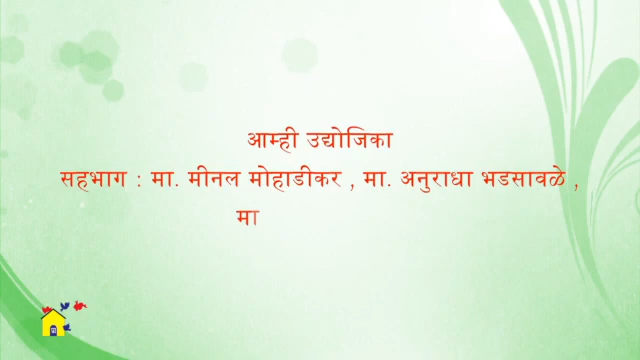 आम्ही उद्योजिका
सहभाग : मा. मीनल मोहाडीकर , मा. अनुराधा भडसावळे ,
मा